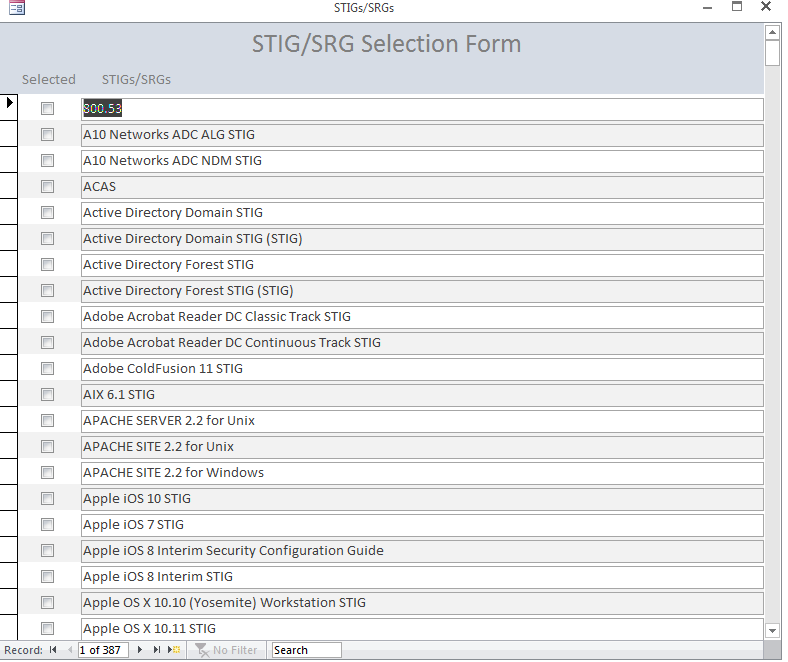 STIGs/SRGs
STIG/SRG Selection Form
Selected STIGs/SRGs
800.53
A10 Networks ADC ALG STIG
A10 Networks ADC NDM STIG
ACAS
Active Directory Domain STIG
Active Directory Domain STIG (STIG)
Active Directory Forest STIG
Active Directory Forest STIG (STIG)
Adobe Acrobat Reader DC Classic Track STIG
Adobe Acrobat Reader DC Continuous Track STIG
Adobe ColdFusion 11 STIG
AIX 6.1 STIG
APACHE SERVER 2.2 for Unix
APACHE SITE 2.2 for Unix
APACHE SITE 2.2 for Windows
Apple iOS 10 STIG
Apple iOS 7 STIG
Apple iOS 8 Interim Security Configuration Guide
Apple iOS 8 Interim STIG
Apple OS X 10.10 (Yosemite) Workstation STIG
Apple OS X 10.11 STIG
Record: 1 of 387 No Filter Search